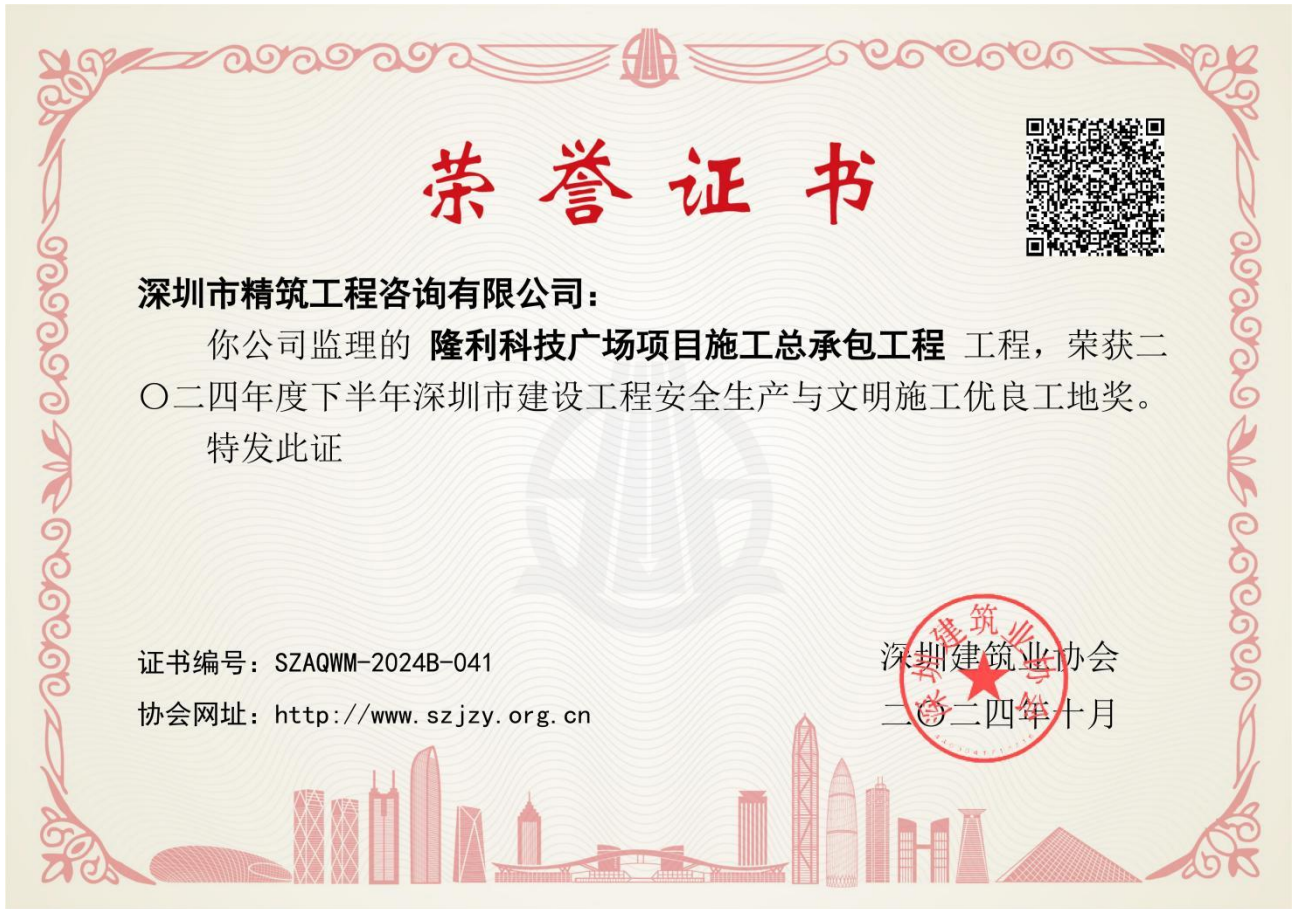 荣誉证书
深圳市精筑工程咨询有限公司：
你公司监理的 隆利科技广场项目施工总承包工程 工程，荣获二
〇二四年度下半年深圳市建设工程安全生产与文明施工优良工地奖。
特发此证
证书编号：SZAQWM-2024B-041
协会网址：http://www.szjzy.org.cn
深圳建筑业协会
二〇二四年十月
深圳建筑业协会